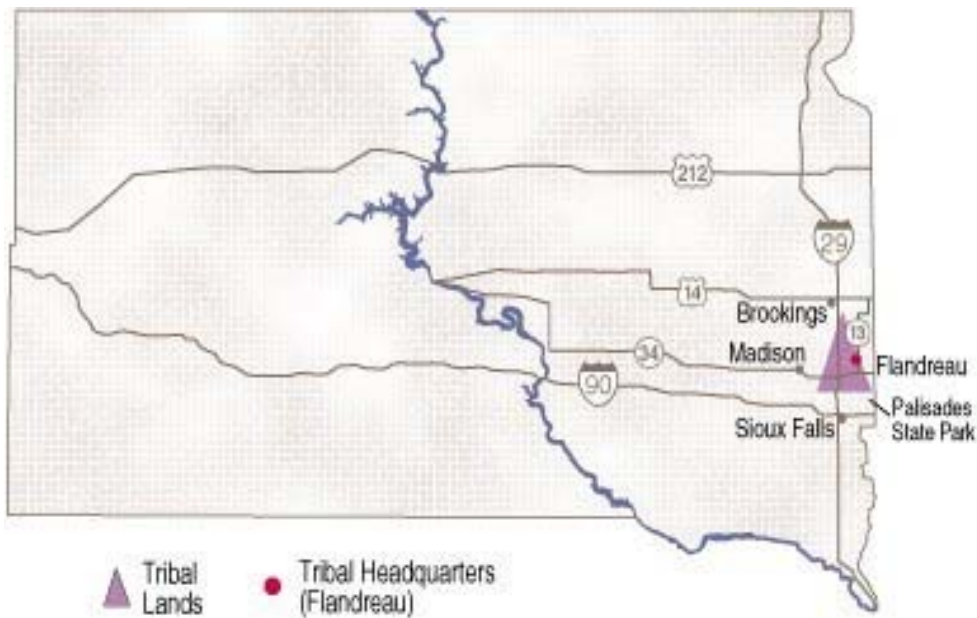 212
29
14
Brookings
13
34
Madison
Flandreau
90
Palisades
State Park
Sioux Falls
Tribal
Lands
Tribal Headquarters
(Flandreau)